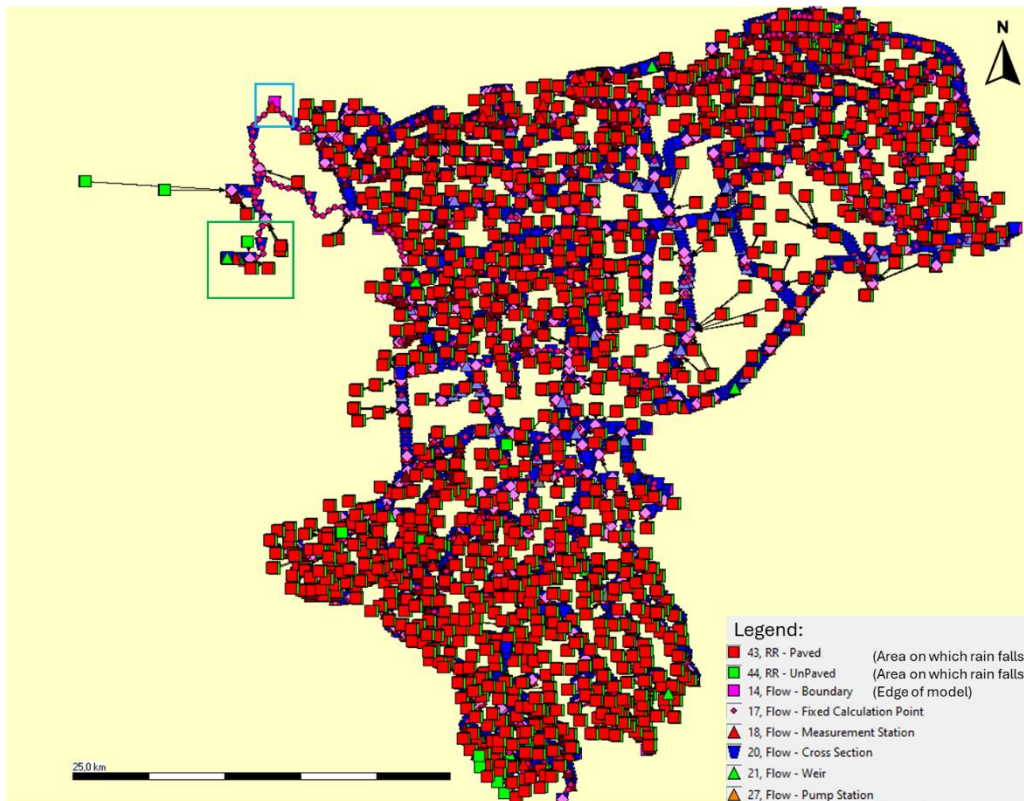 N
25,0 km
Legend:
43, RR - Paved (Area on which rain falls
44, RR - UnPaved (Area on which rain falls
14, Flow - Boundary (Edge of model)
17, Flow - Fixed Calculation Point
18, Flow - Measurement Station
20, Flow - Cross Section
21, Flow - Weir
27, Flow - Pump Station